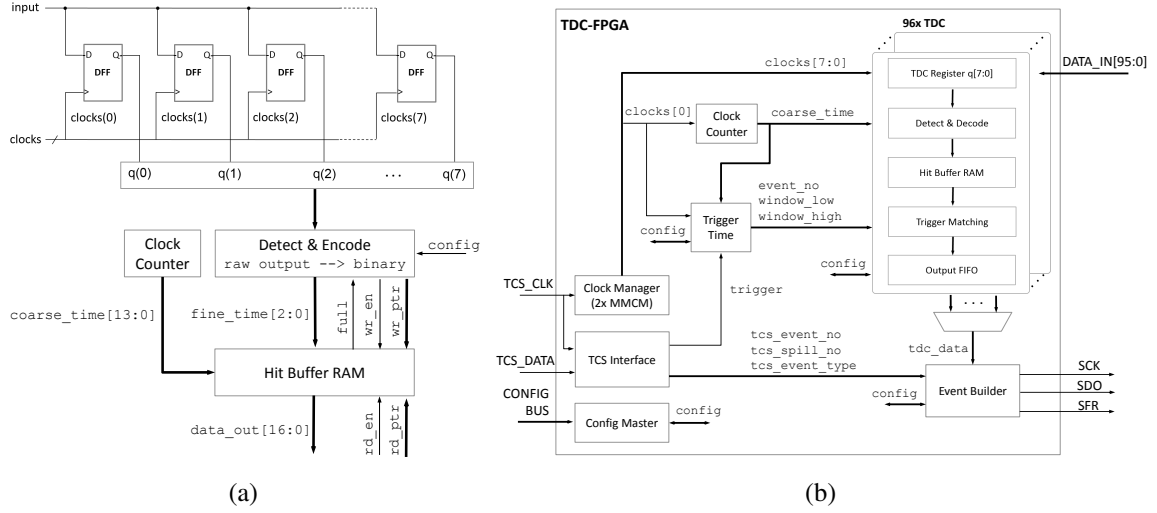 input
D
Q
DFF
D
Q
DFF
D
Q
DFF
D
Q
DFF
clocks(0)
clocks(1)
clocks(2)
clocks(7)
clocks
q(0)
q(1)
q(2)
...
q(7)
Clock
Counter
Detect & Encode
raw output --> binary
config
coarse_time[13:0]
fine_time[2:0]
full
wr_en
wr_ptr
Hit Buffer RAM
data_out[16:0]
rd_en
rd_ptr
(a)
TDC-FPGA
96x TDC
clocks[7:0]
TDC Register q[7:0]
DATA_IN[95:0]
clocks[0]
Clock
Counter
coarse_time
Detect & Decode
Hit Buffer RAM
event_no
window_low
window_high
Trigger
Time
config
Trigger Matching
config
Output FIFO
TCS_CLK
Clock Manager
(2x MMCM)
trigger
...
tdc_data
TCS_DATA
TCS Interface
tcs_event_no
tcs_spill_no
tcs_event_type
config
Event Builder
SCK
SDO
SFR
CONFIG
BUS
Config Master
config
(b)